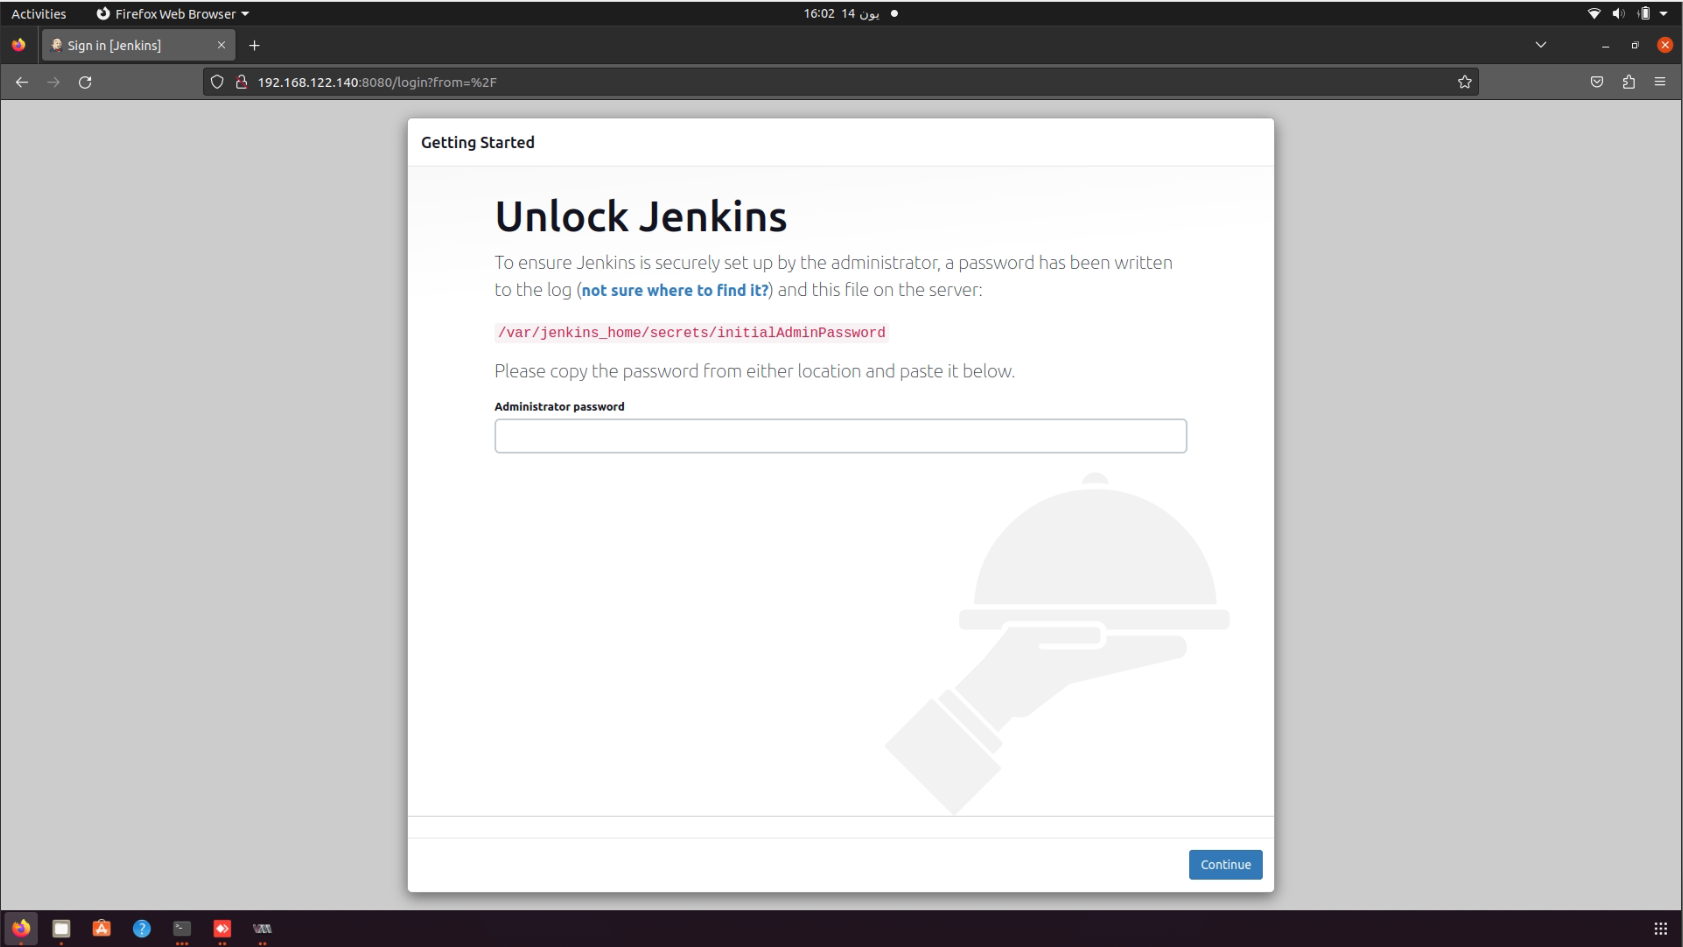 Activities Firefox Web Browser 16:02 14 يون
Sign in [Jenkins]
192.168.122.140:8080/login?from=%2F
Getting Started
Unlock Jenkins
To ensure Jenkins is securely set up by the administrator, a password has been written
to the log (not sure where to find it?) and this file on the server:
/var/jenkins_home/secrets/initialAdminPassword
Please copy the password from either location and paste it below.
Administrator password
Continue